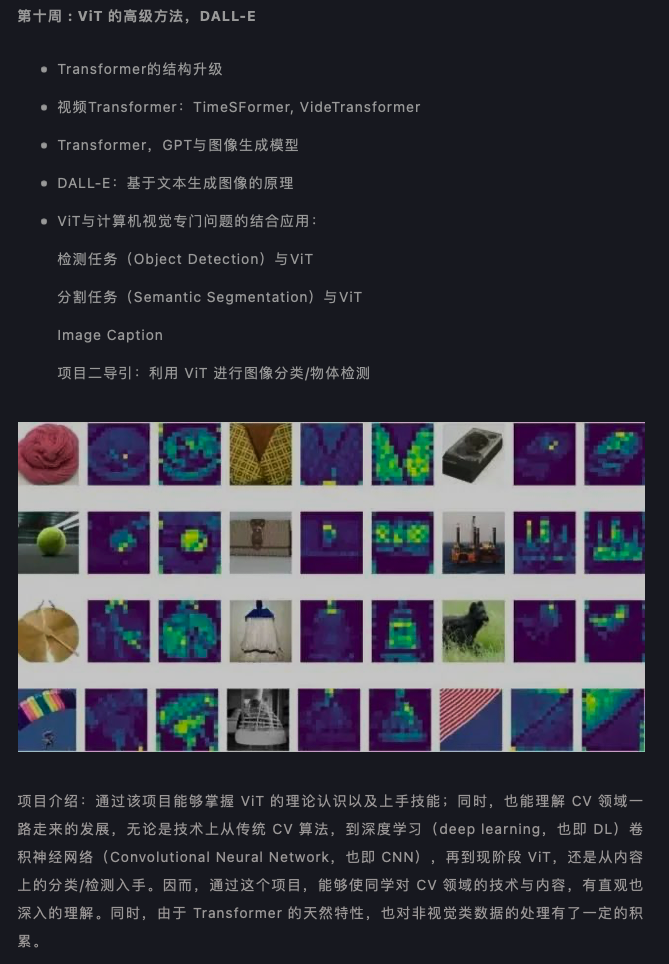 第十周：ViT 的高级方法，DALL-E
Transformer的结构升级
视频Transformer：TimeSFormer, VideTransformer
Transformer，GPT与图像生成模型
DALL-E：基于文本生成图像的原理
ViT与计算机视觉专门问题的结合应用：
检测任务（Object Detection）与ViT
分割任务（Semantic Segmentation）与ViT
Image Caption
项目二导引：利用 ViT 进行图像分类/物体检测
项目介绍：通过该项目能够掌握 ViT 的理论认识以及上手技能；同时，也能理解 CV 领域一
路走来的发展，无论是技术上从传统 CV 算法，到深度学习（deep learning，也即 DL）卷
积神经网络（Convolutional Neural Network，也即 CNN），再到现阶段 ViT，还是从内容
上的分类/检测入手。因而，通过这个项目，能够使同学对 CV 领域的技术与内容，有直观也
深入的理解。同时，由于 Transformer 的天然特性，也对非视觉类数据的处理有了一定的积
累。